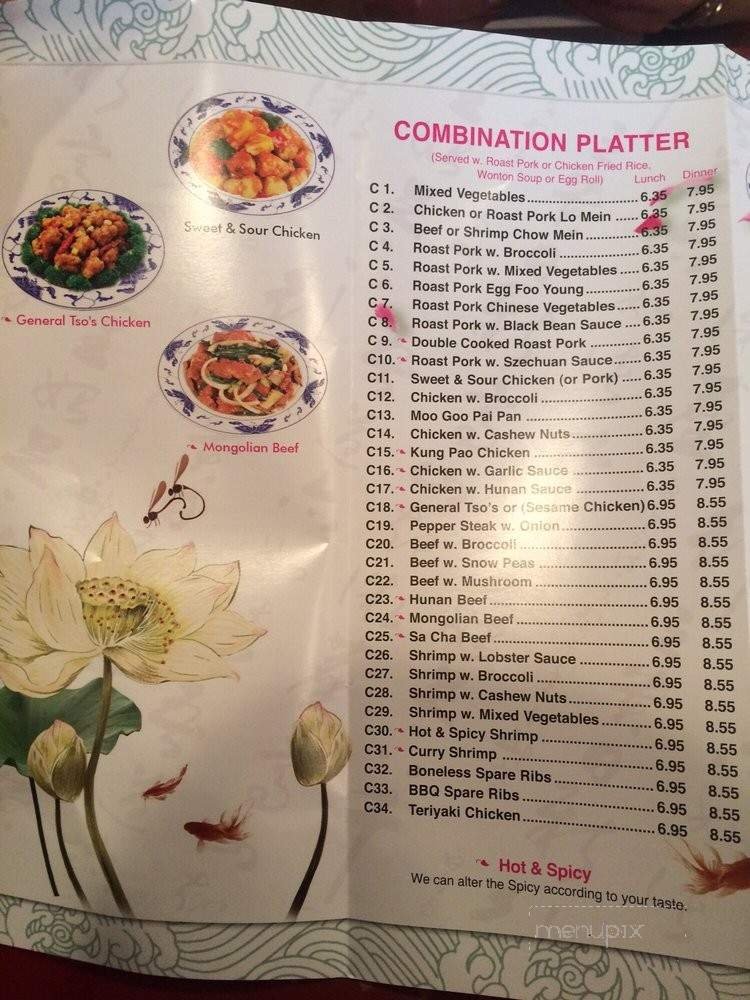 COMBINATION PLATTER
(Served w. Roast Pork or Chicken Fried Rice,
Wonton Soup or Egg Roll) Lunch Dinner
C 1. Mixed Vegetables 6.35 7.95
C 2. Chicken or Roast Pork Lo Mein 6.35 7.95
C 3. Beef or Shrimp Chow Mein 6.35 7.95
C 4. Roast Pork w. Broccoli 6.35 7.95
C 5. Roast Pork w. Mixed Vegetables 6.35 7.95
C 6. Roast Pork Egg Foo Young 6.35 7.95
C 7. Roast Pork Chinese Vegetables 6.35 7.95
C 8. Roast Pork w. Black Bean Sauce 6.35 7.95
C 9. Double Cooked Roast Pork 6.35 7.95
C10. Roast Pork w. Szechuan Sauce 6.35 7.95
C11. Sweet & Sour Chicken (or Pork) 6.35 7.95
C12. Chicken w. Broccoli 6.35 7.95
C13. Moo Goo Pai Pan 6.35 7.95
C14. Chicken w. Cashew Nuts 6.35 7.95
C15. Kung Pao Chicken 6.35 7.95
C16. Chicken w. Garlic Sauce 6.35 7.95
C17. Chicken w. Hunan Sauce 6.35 7.95
C18. General Tso's or (Sesame Chicken) 6.95 8.55
C19. Pepper Steak w. Onion 6.95 8.55
C20. Beef w. Broccoli 6.95 8.55
C21. Beef w. Snow Peas 6.95 8.55
C22. Beef w. Mushroom 6.95 8.55
C23. Hunan Beef 6.95 8.55
C24. Mongolian Beef 6.95 8.55
C25. Sa Cha Beef 6.95 8.55
C26. Shrimp w. Lobster Sauce 6.95 8.55
C27. Shrimp w. Broccoli 6.95 8.55
C28. Shrimp w. Cashew Nuts 6.95 8.55
C29. Shrimp w. Mixed Vegetables 6.95 8.55
C30. Hot & Spicy Shrimp 6.95 8.55
C31. Curry Shrimp 6.95 8.55
C32. Boneless Spare Ribs 6.95 8.55
C33. BBQ Spare Ribs 6.95 8.55
C34. Teriyaki Chicken 6.95 8.55
Hot & Spicy
We can alter the Spicy according to your taste.
Sweet & Sour Chicken
General Tso's Chicken
Mongolian Beef
menupix